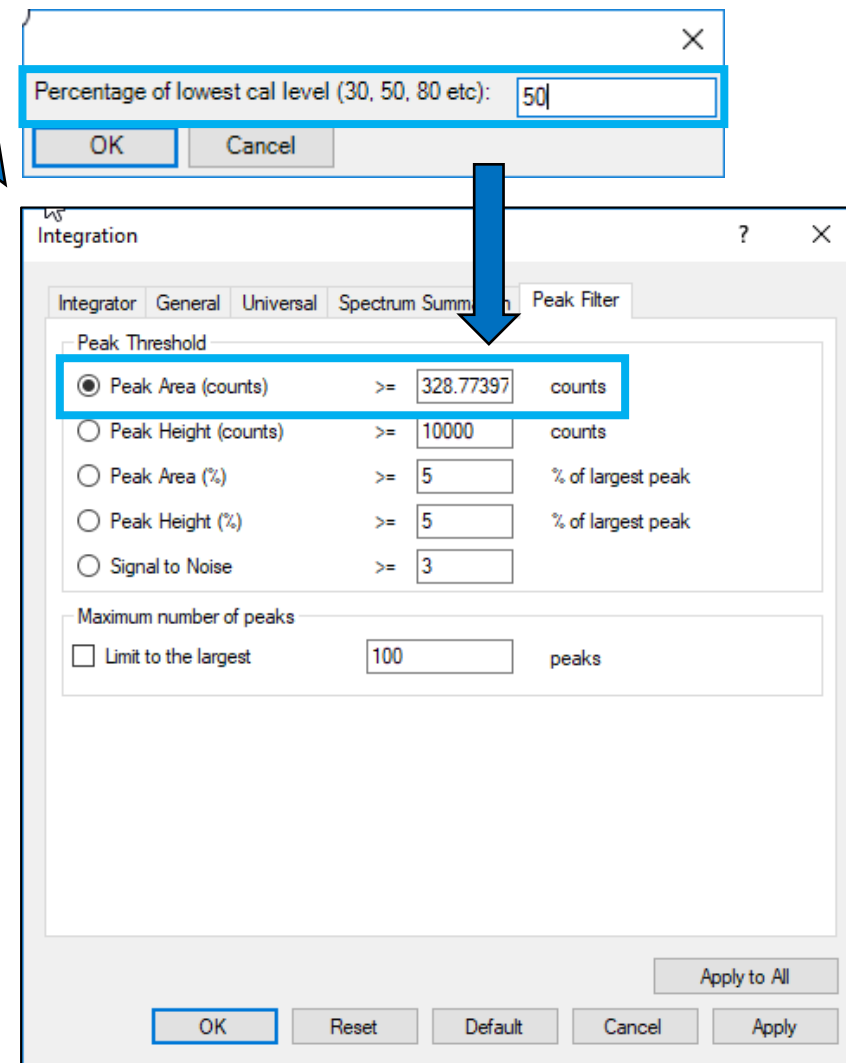 Percentage of lowest cal level (30, 50, 80 etc): 50
OK Cancel
Integration ?
Integrator General Universal Spectrum Peak Filter
Peak Threshold
Peak Area (counts) >= 328.77397 counts
Peak Height (counts) >= 10000 counts
Peak Area (%) >= 5 % of largest peak
Peak Height (%) >= 5 % of largest peak
Signal to Noise >= 3
Maximum number of peaks
Limit to the largest 100 peaks
Apply to All
OK Reset Default Cancel Apply